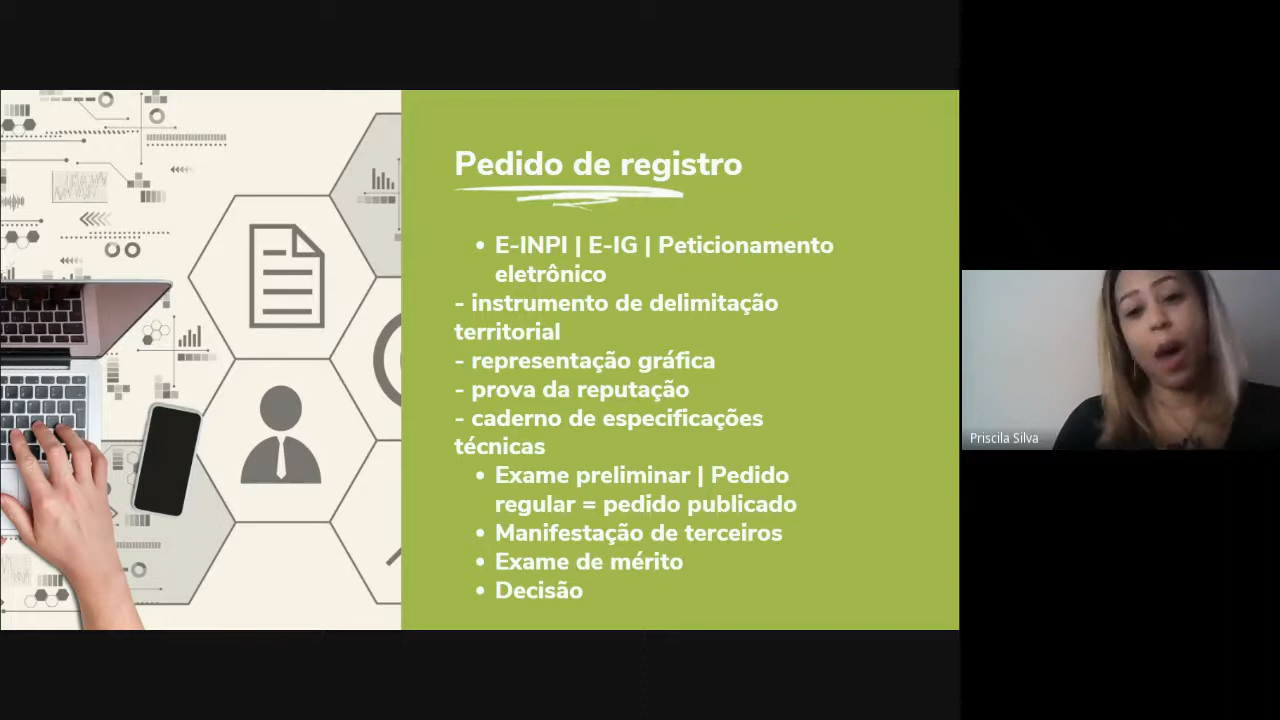 Pedido de registro
• E-INPI | E-IG | Peticionamento
eletrônico
- instrumento de delimitação
territorial
- representação gráfica
- prova da reputação
- caderno de especificações
técnicas
• Exame preliminar | Pedido
regular = pedido publicado
• Manifestação de terceiros
• Exame de mérito
• Decisão
Priscila Silva